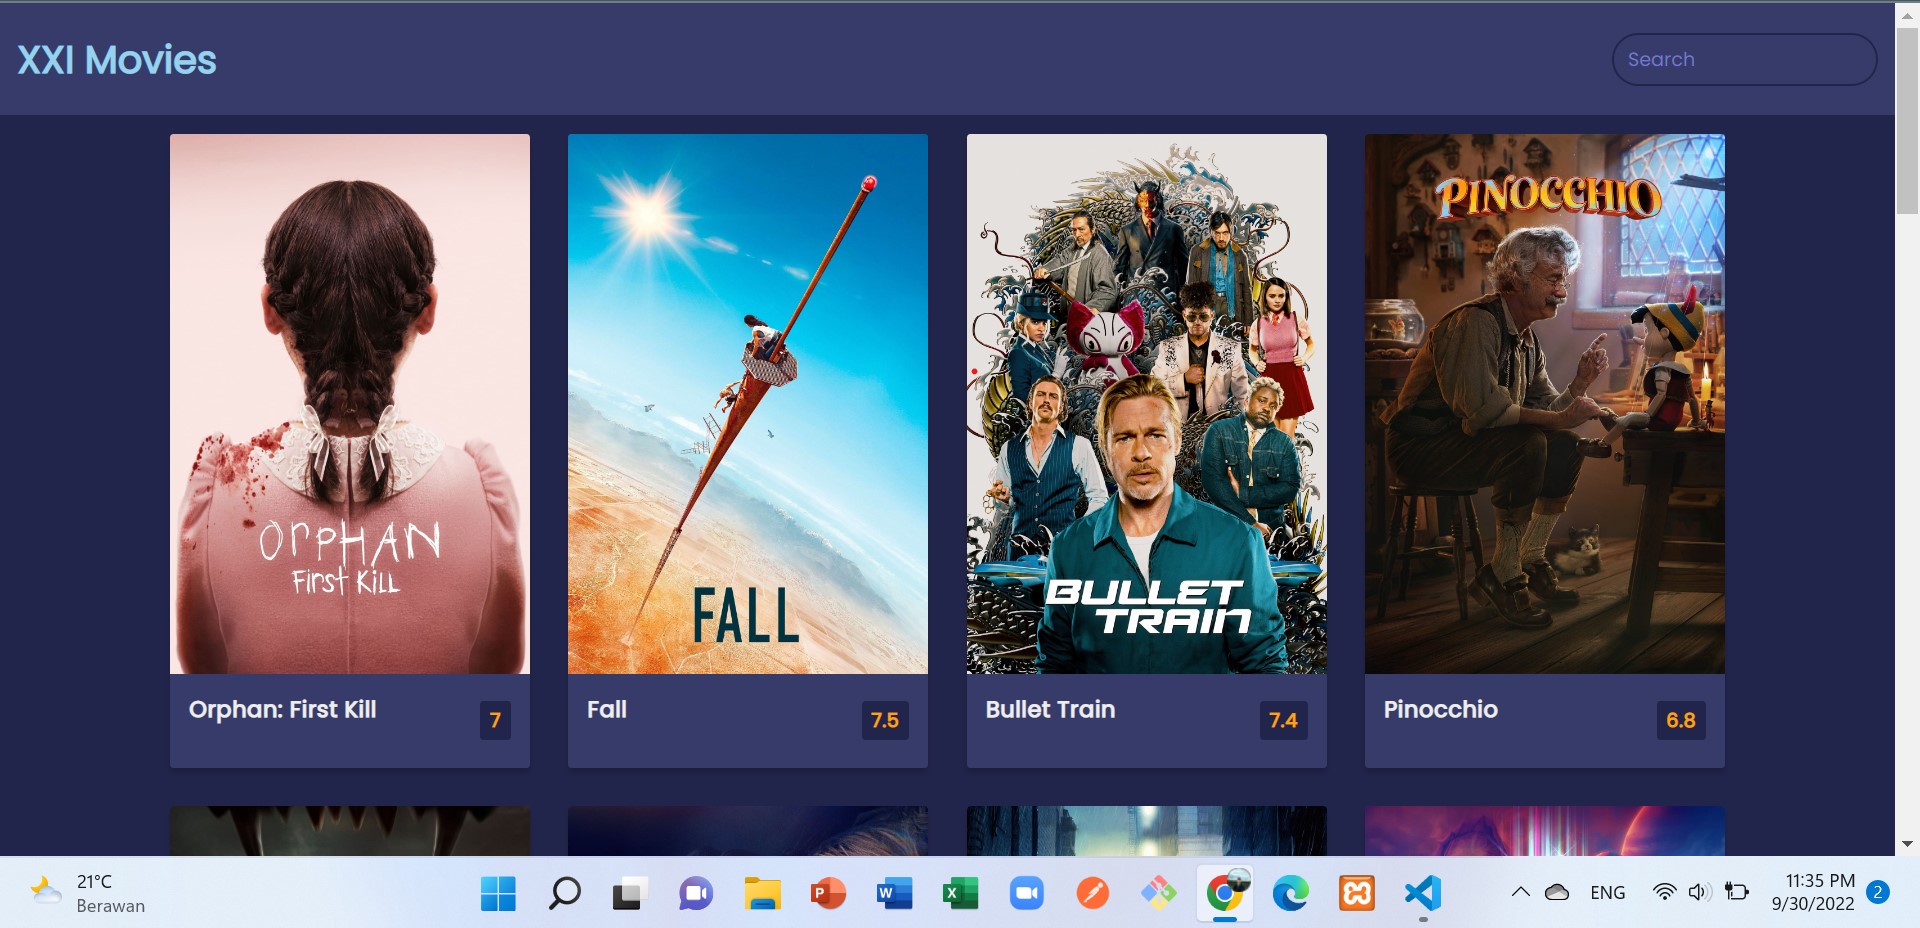 XXI Movies
Search
OrPHAN
First Kill
FALL
BULLET
TRAIN
PINOCCHIO
Orphan: First Kill
7
Fall
7.5
Bullet Train
7.4
Pinocchio
6.8
21°C
Berawan
P
W
X
ENG
11:35 PM
9/30/2022
2